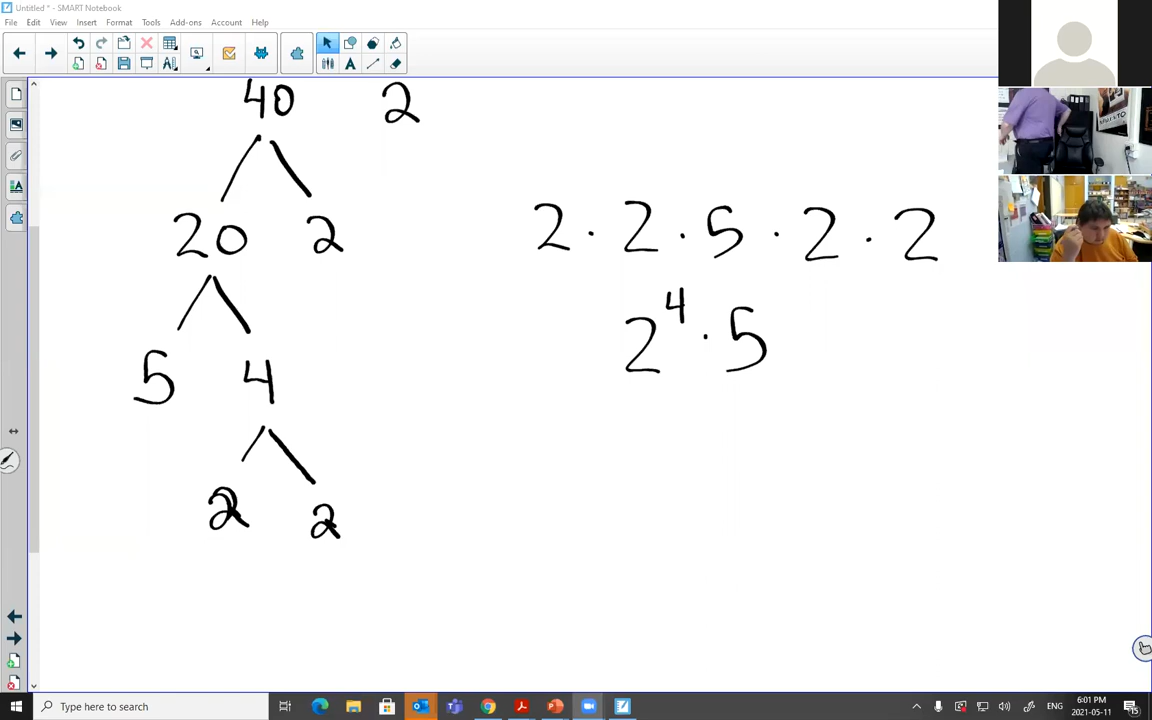 Untitled * - SMART Notebook
File Edit View Insert Format Tools Add-ons Account Help
40 2
20 2
2 · 2 · 5 · 2 · 2
2⁴ · 5
5 4
2 2
Type here to search
ENG
6:01 PM
2021-05-11
15